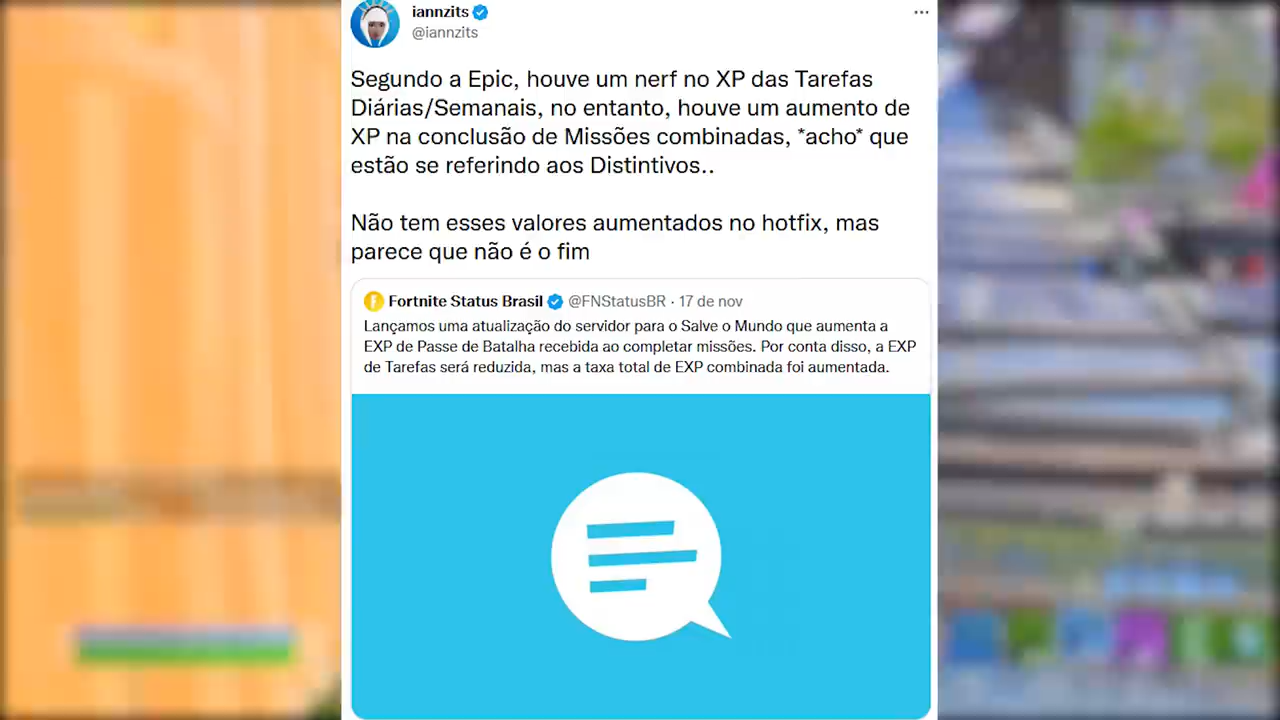 iannzits
@iannzits
Segundo a Epic, houve um nerf no XP das Tarefas
Diárias/Semanais, no entanto, houve um aumento de
XP na conclusão de Missões combinadas, *acho* que
estão se referindo aos Distintivos..
Não tem esses valores aumentados no hotfix, mas
parece que não é o fim
Fortnite Status Brasil @FNStatusBR · 17 de nov
Lançamos uma atualização do servidor para o Salve o Mundo que aumenta a
EXP de Passe de Batalha recebida ao completar missões. Por conta disso, a EXP
de Tarefas será reduzida, mas a taxa total de EXP combinada foi aumentada.